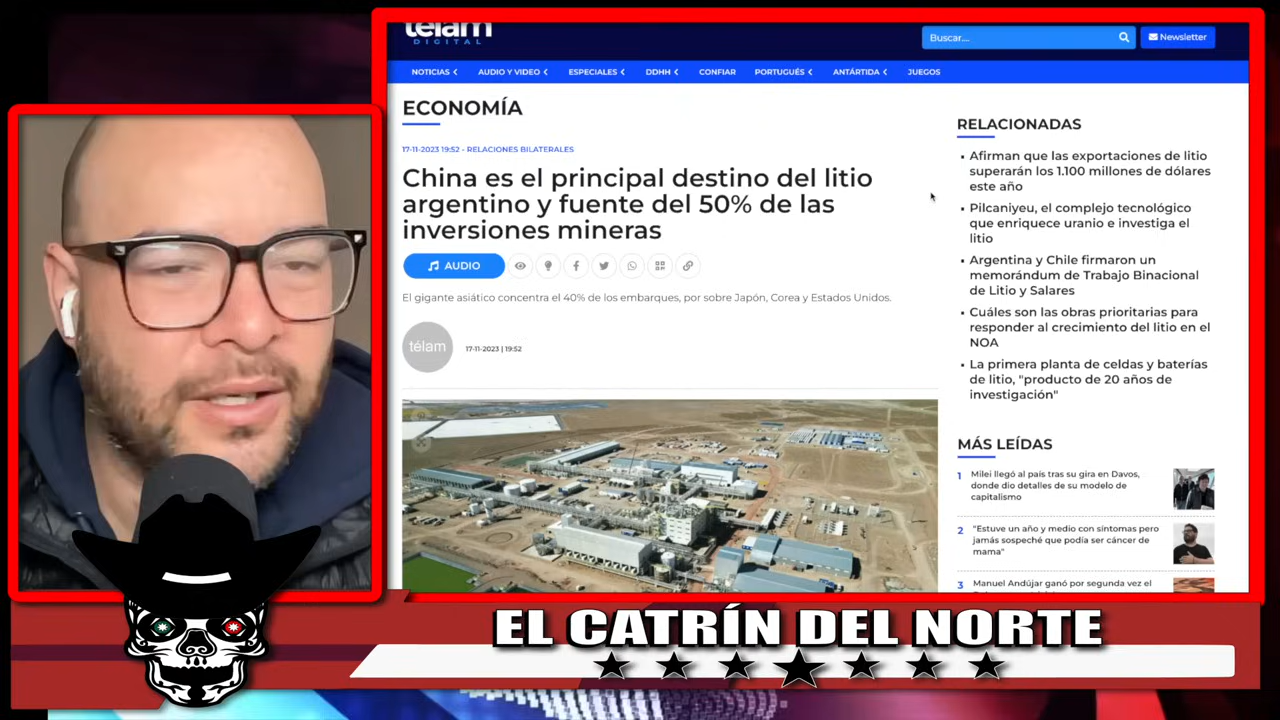 télam
DIGITAL
Buscar....
Newsletter
NOTICIAS
AUDIO Y VIDEO
ESPECIALES
DDHH
CONFIAR
PORTUGUÉS
ANTÁRTIDA
JUEGOS
ECONOMÍA
17-11-2023 19:52 - RELACIONES BILATERALES
China es el principal destino del litio
argentino y fuente del 50% de las
inversiones mineras
AUDIO
El gigante asiático concentra el 40% de los embarques, por sobre Japón, Corea y Estados Unidos.
télam
17-11-2023 | 19:52
RELACIONADAS
Afirman que las exportaciones de litio
superarán los 1.100 millones de dólares
este año
Pilcaniyeu, el complejo tecnológico
que enriquece uranio e investiga el
litio
Argentina y Chile firmaron un
memorándum de Trabajo Binacional
de Litio y Salares
Cuáles son las obras prioritarias para
responder al crecimiento del litio en el
NOA
La primera planta de celdas y baterías
de litio, "producto de 20 años de
investigación"
MÁS LEÍDAS
1 Milei llegó al país tras su gira en Davos,
donde dio detalles de su modelo de
capitalismo
2 "Estuve un año y medio con síntomas pero
jamás sospeché que podía ser cáncer de
mama"
3 Manuel Andújar ganó por segunda vez el
EL CATRÍN DEL NORTE